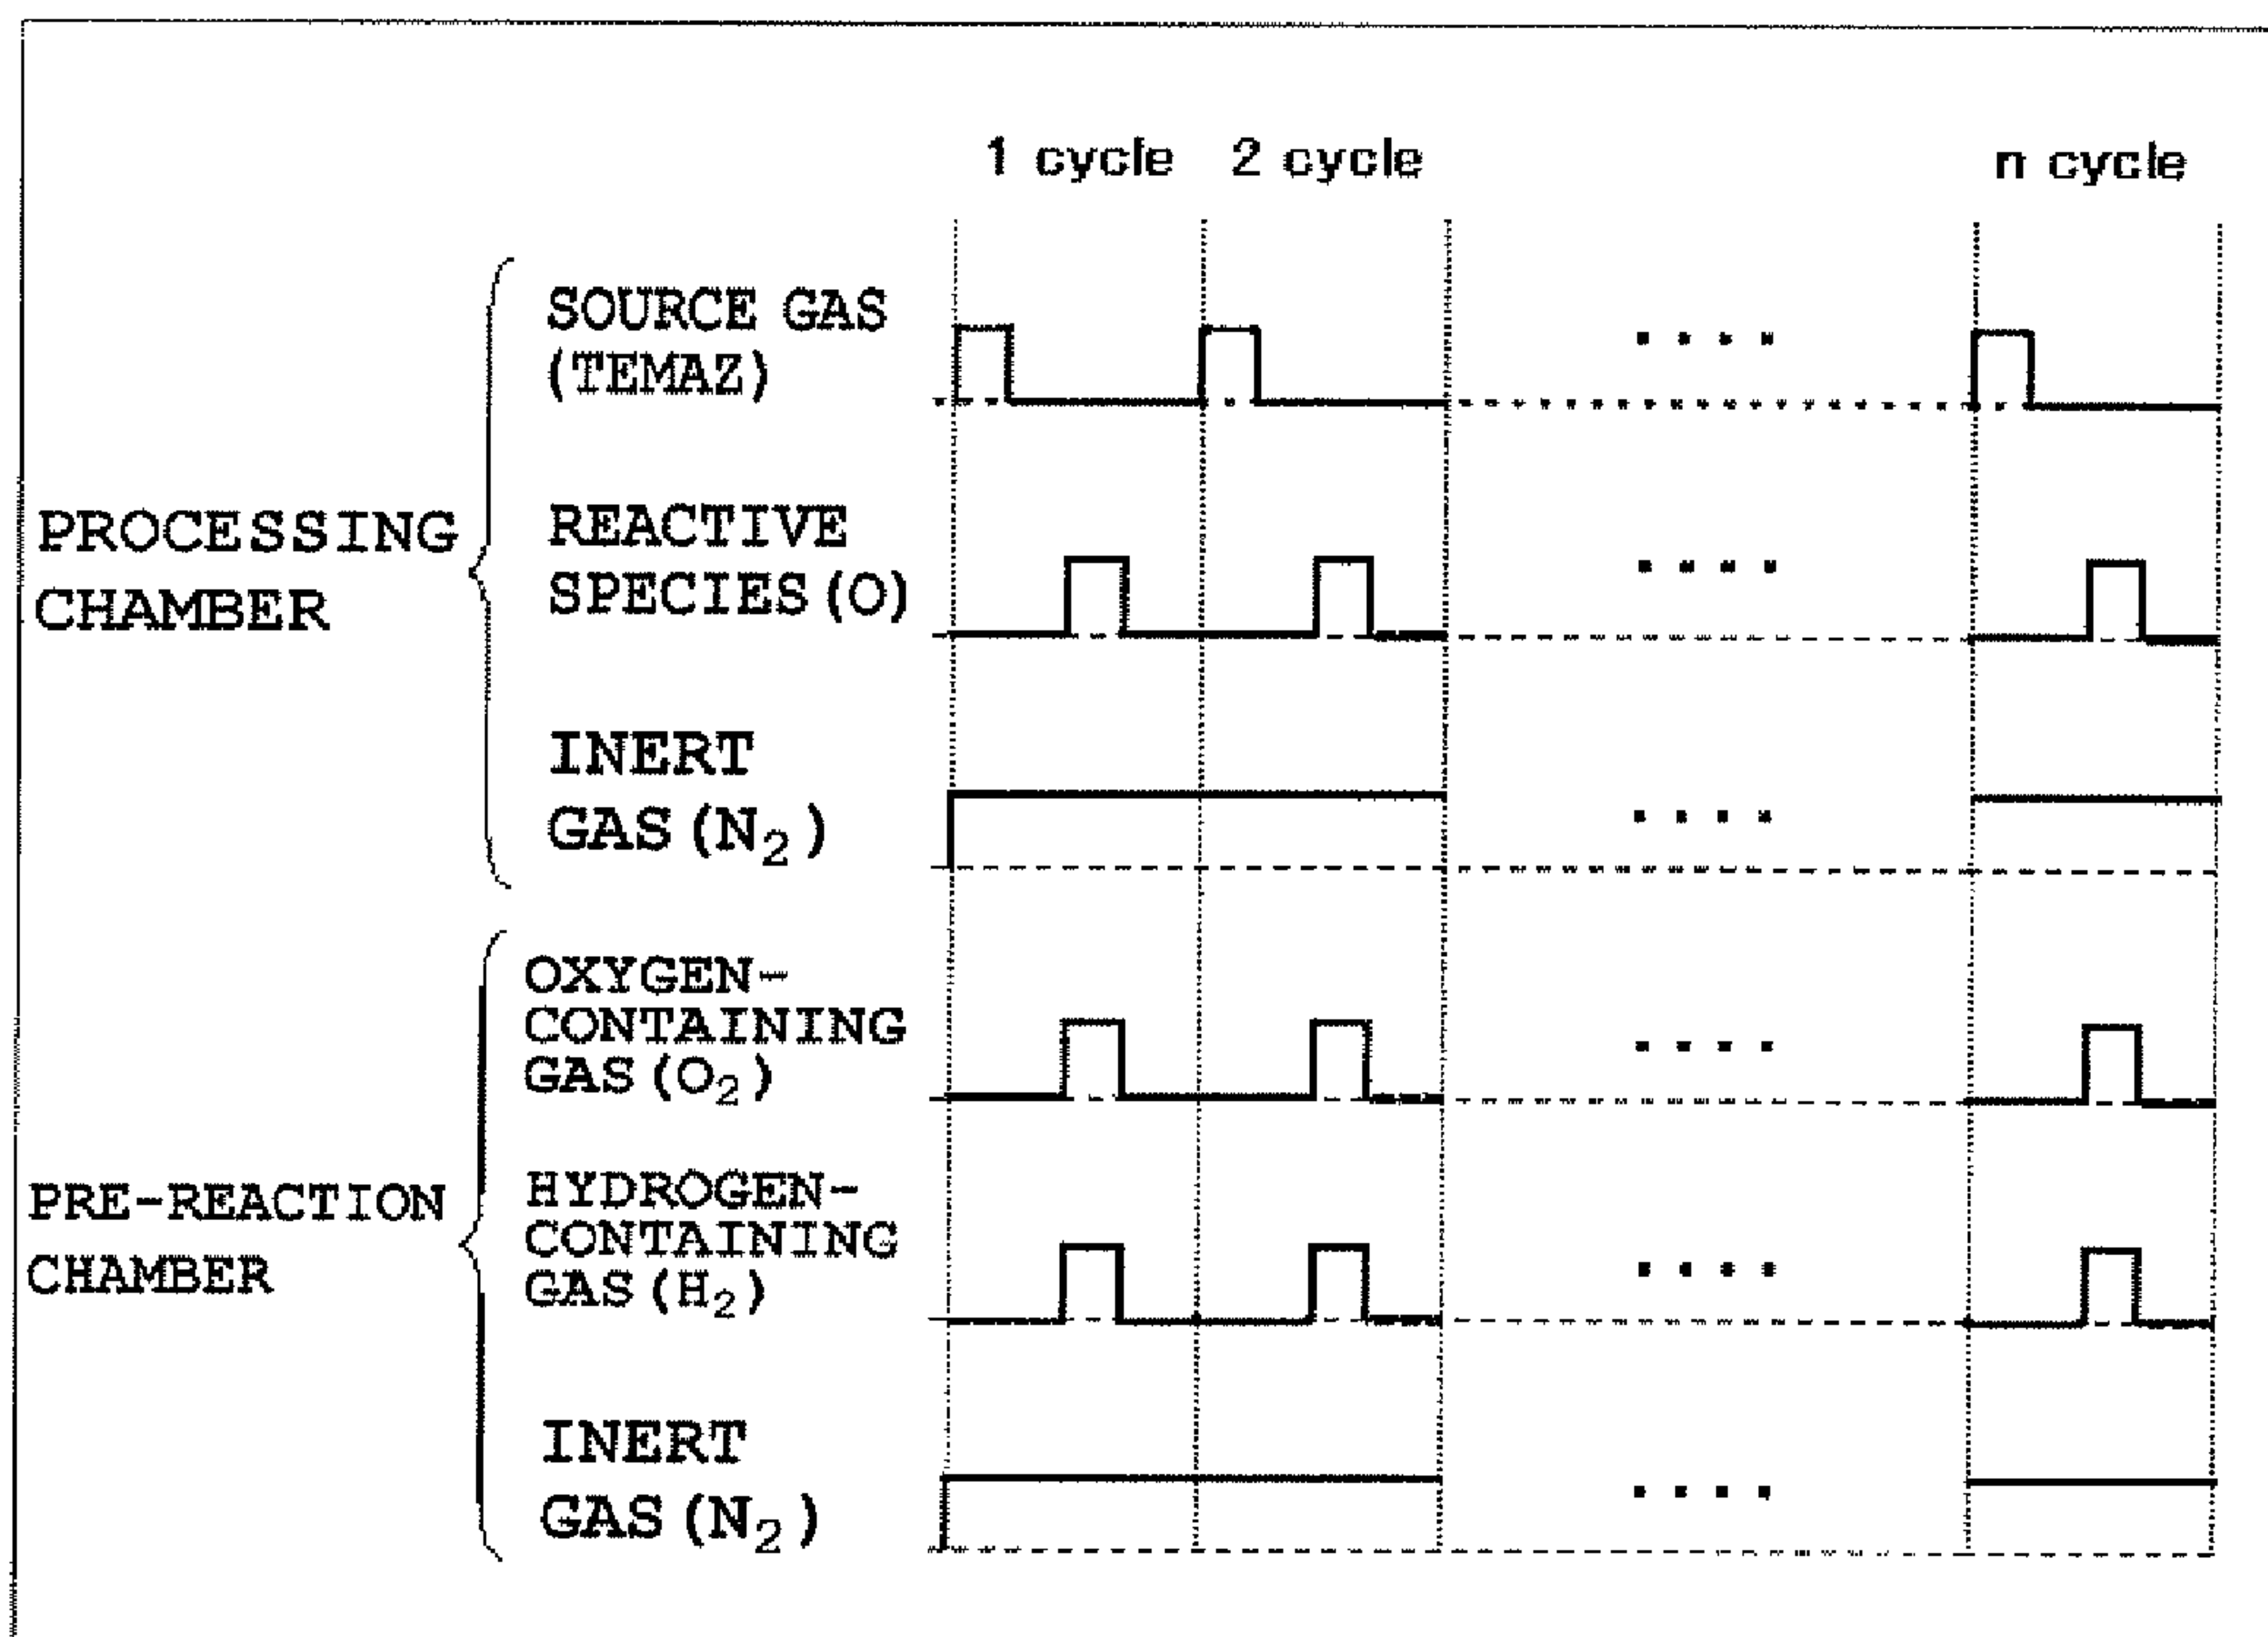 1 cycle 2 cycle n cycle
SOURCE GAS
(TEMAZ)
PROCESSING
CHAMBER
REACTIVE
SPECIES(O)
INERT
GAS(N₂)
OXYGEN-
CONTAINING
GAS(O₂)
PRE-REACTION
CHAMBER
HYDROGEN-
CONTAINING
GAS(H₂)
INERT
GAS(N₂)